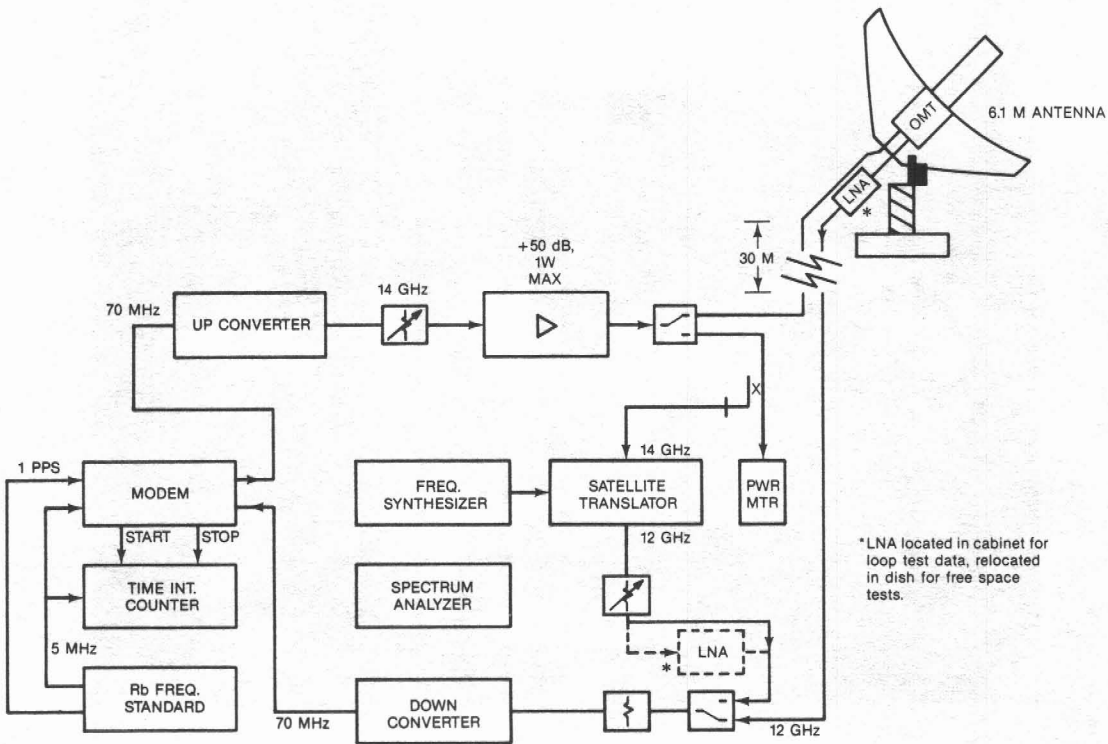 OMT
6.1 M ANTENNA
LNA
*
30 M
+50 dB,
1W
MAX
14 GHz
70 MHz
UP CONVERTER
X
1 PPS
14 GHz
MODEM
FREQ.
SYNTHESIZER
SATELLITE
TRANSLATOR
PWR
MTR
START
STOP
12 GHz
*LNA located in cabinet for
loop test data, relocated
in dish for free space
tests.
TIME INT.
COUNTER
SPECTRUM
ANALYZER
5 MHz
LNA
*
Rb FREQ.
STANDARD
70 MHz
DOWN
CONVERTER
12 GHz